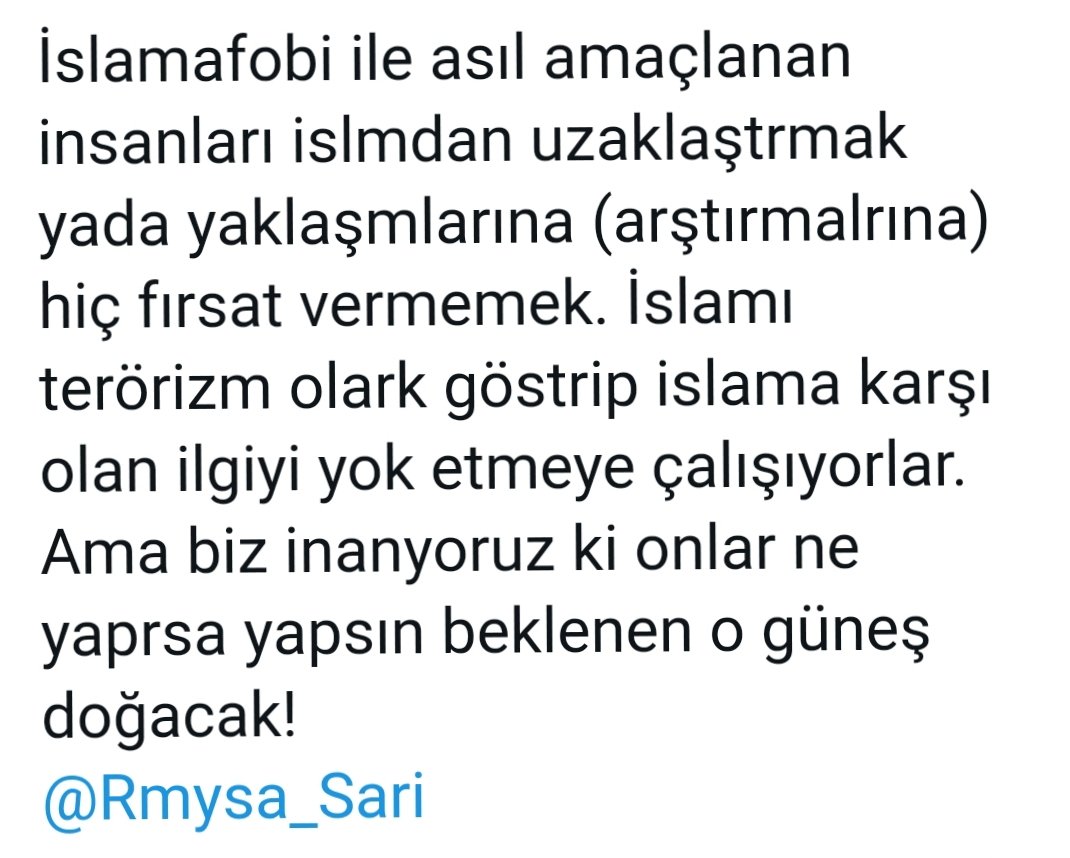 İslamafobi ile asıl amaçlanan
insanları islmdan uzaklaştrmak
yada yaklaşmlarına (arştırmalrına)
hiç fırsat vermemek. İslamı
terörizm olark göstrip islama karşı
olan ilgiyi yok etmeye çalışıyorlar.
Ama biz inanyoruz ki onlar ne
yaprsa yapsın beklenen o güneş
doğacak!
@Rmysa_Sari